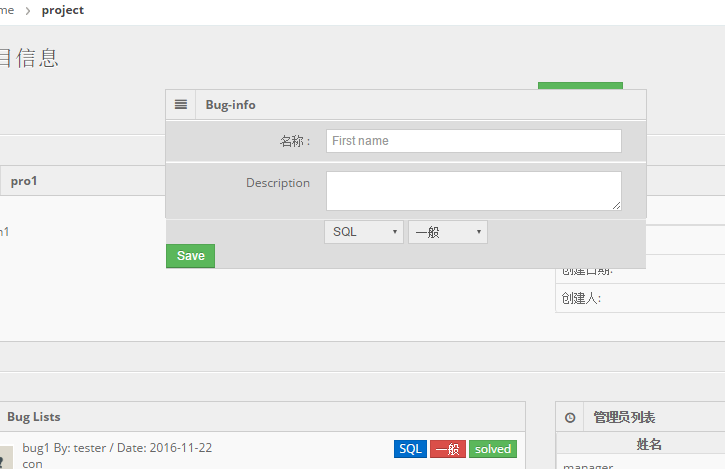 me > project
目信息
Bug-info
名称 :
First name
Description
SQL
一般
Save
pro1
n1
创建日期:
创建人:
Bug Lists
bug1 By: tester / Date: 2016-11-22
SQL 一般 solved
con
管理员列表
姓名
manager